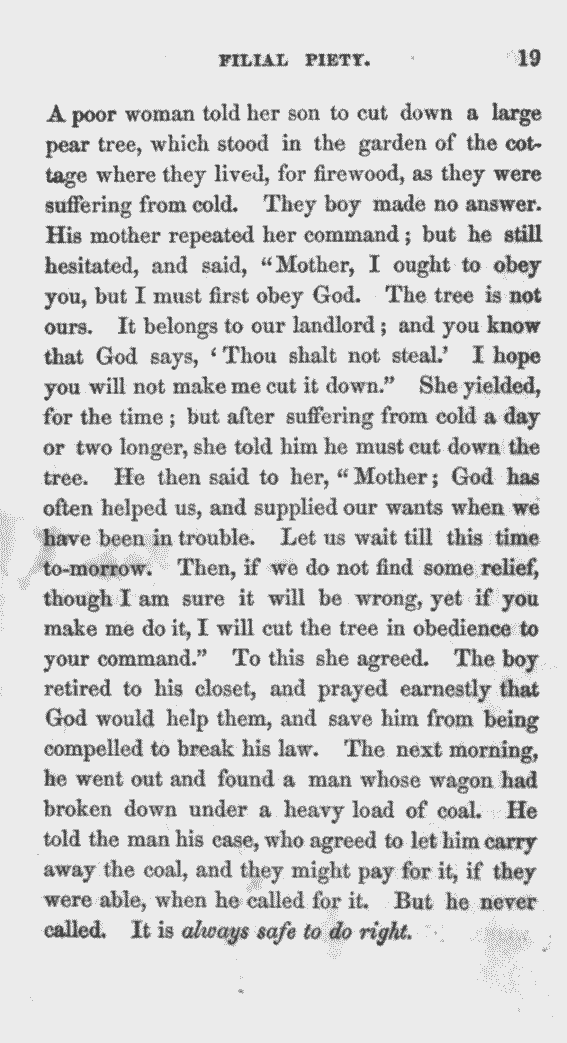 FILIAL PIETY. 19
A poor woman told her son to cut down a large
pear tree, which stood in the garden of the cot-
tage where they lived, for firewood, as they were
suffering from cold. They boy made no answer.
His mother repeated her command; but he still
hesitated, and said, “Mother, I ought to obey
you, but I must first obey God. The tree is not
ours. It belongs to our landlord; and you know
that God says, ‘Thou shalt not steal.’ I hope
you will not make me cut it down.” She yielded,
for the time; but after suffering from cold a day
or two longer, she told him he must cut down the
tree. He then said to her, “Mother; God has
often helped us, and supplied our wants when we
have been in trouble. Let us wait till this time
to-morrow. Then, if we do not find some relief,
though I am sure it will be wrong, yet if you
make me do it, I will cut the tree in obedience to
your command.” To this she agreed. The boy
retired to his closet, and prayed earnestly that
God would help them, and save him from being
compelled to break his law. The next morning,
he went out and found a man whose wagon had
broken down under a heavy load of coal. He
told the man his case, who agreed to let him carry
away the coal, and they might pay for it, if they
were able, when he called for it. But he never
called. It is always safe to do right.